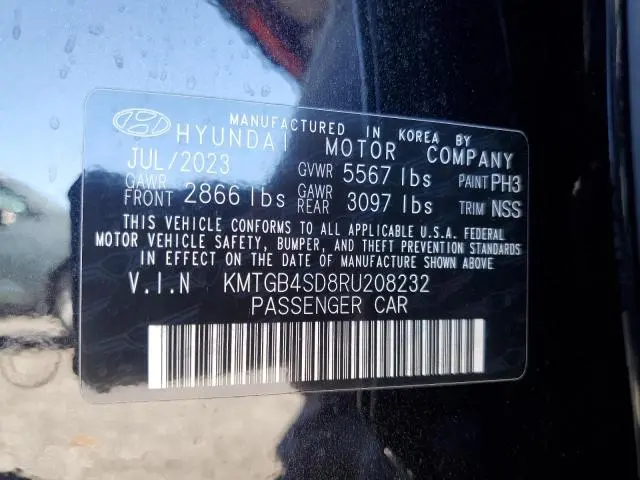 MANUFACTURED IN KOREA BY
HYUNDAI MOTOR COMPANY
JUL/2023 GVWR 5567 lbs PAINT PH3
GAWR FRONT 2866 lbs GAWR REAR 3097 lbs TRIM NSS
THIS VEHICLE CONFORMS TO ALL APPLICABLE U.S.A. FEDERAL
MOTOR VEHICLE SAFETY, BUMPER, AND THEFT PREVENTION STANDARDS
IN EFFECT ON THE DATE OF MANUFACTURE SHOWN ABOVE
V.I.N KMTGB4SD8RU208232
PASSENGER CAR